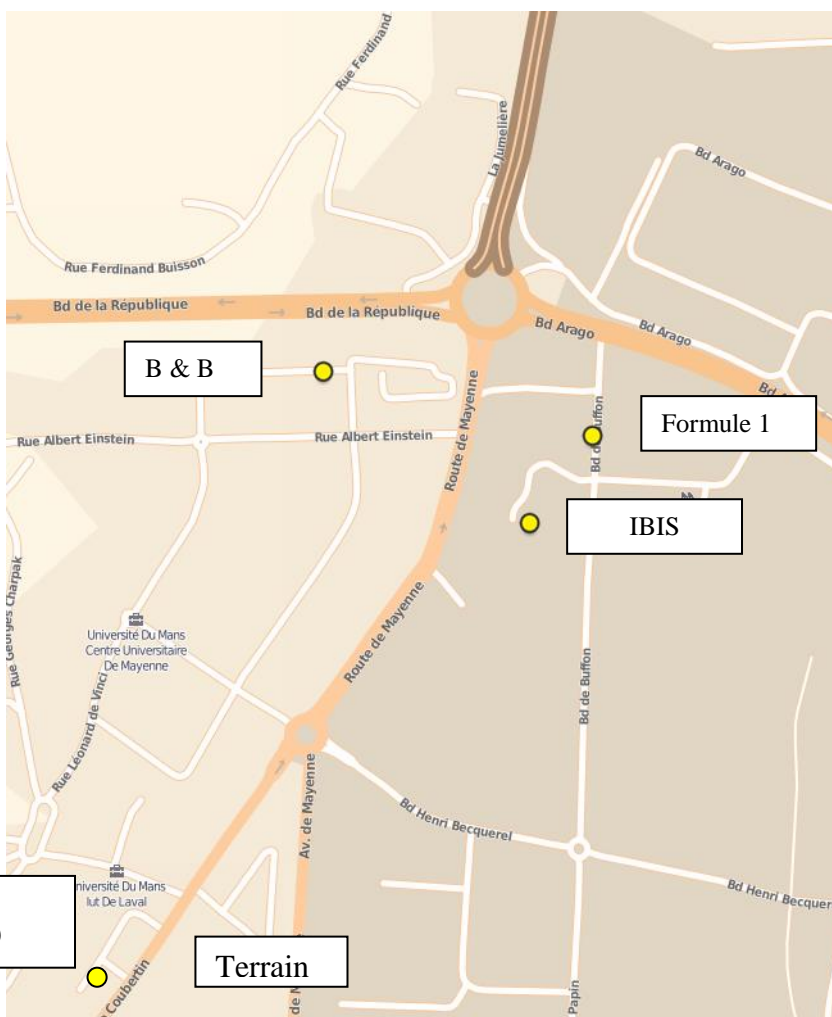 Rue Ferdinand
La Jumelière
Bd Arago
Rue Ferdinand Buisson
Bd de la République
Bd de la République
Bd Arago
Bd Arago
B & B
Route de Mayenne
Formule 1
Rue Albert Einstein
Rue Albert Einstein
IBIS
Rue Georges Charpak
Université Du Mans
Centre Universitaire
De Mayenne
Route de Mayenne
Bd de Buffon
Rue Léonard de Vinci
Av. de Mayenne
Bd Henri Becquerel
Université Du Mans
Iut De Laval
Bd Henri Becquer
Terrain
Coubertin
Papin